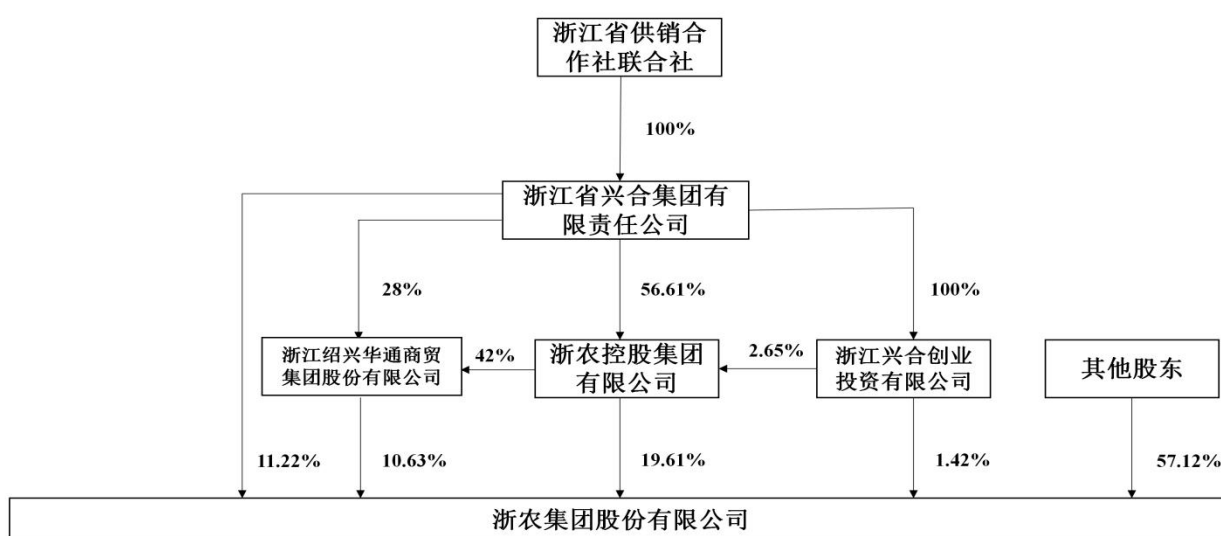 浙江省供销合
作社联合社
100%
浙江省兴合集团有
限责任公司
28%
56.61%
100%
浙江绍兴华通商贸
集团股份有限公司
42%
浙农控股集团
有限公司
2.65%
浙江兴合创业
投资有限公司
其他股东
11.22%
10.63%
19.61%
1.42%
57.12%
浙农集团股份有限公司